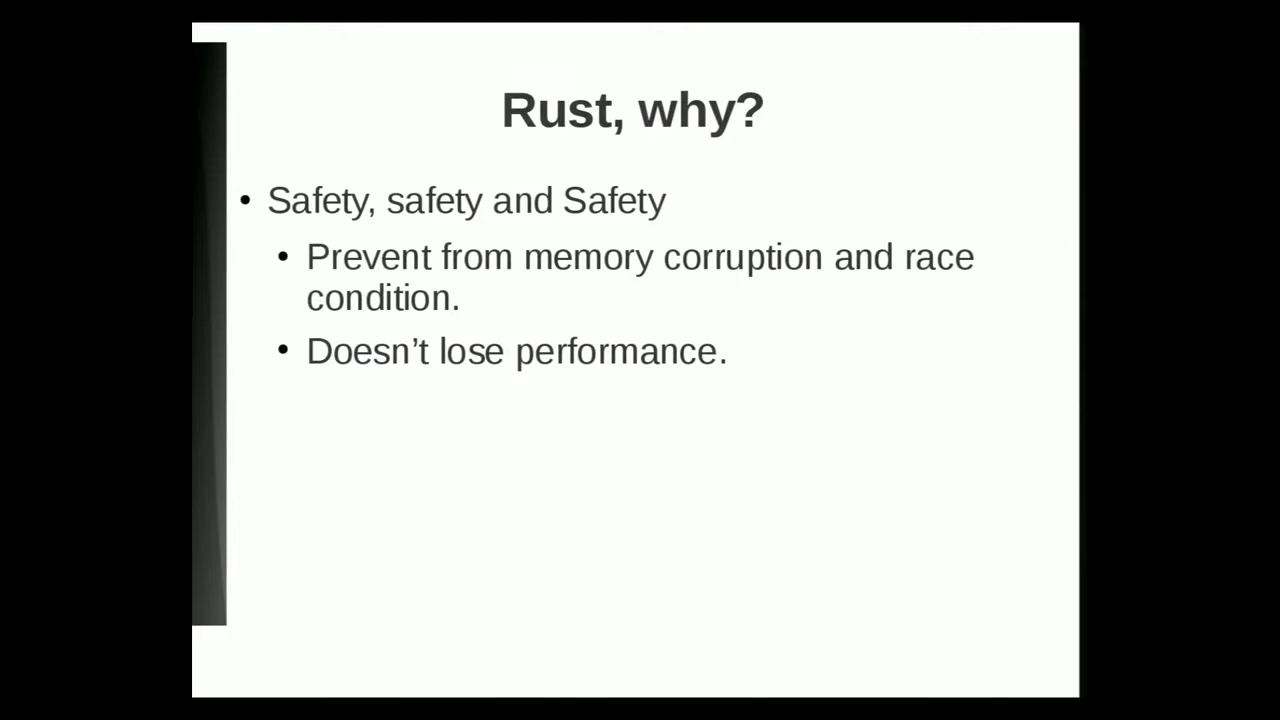 Rust, why?
• Safety, safety and Safety
• Prevent from memory corruption and race
condition.
• Doesn’t lose performance.